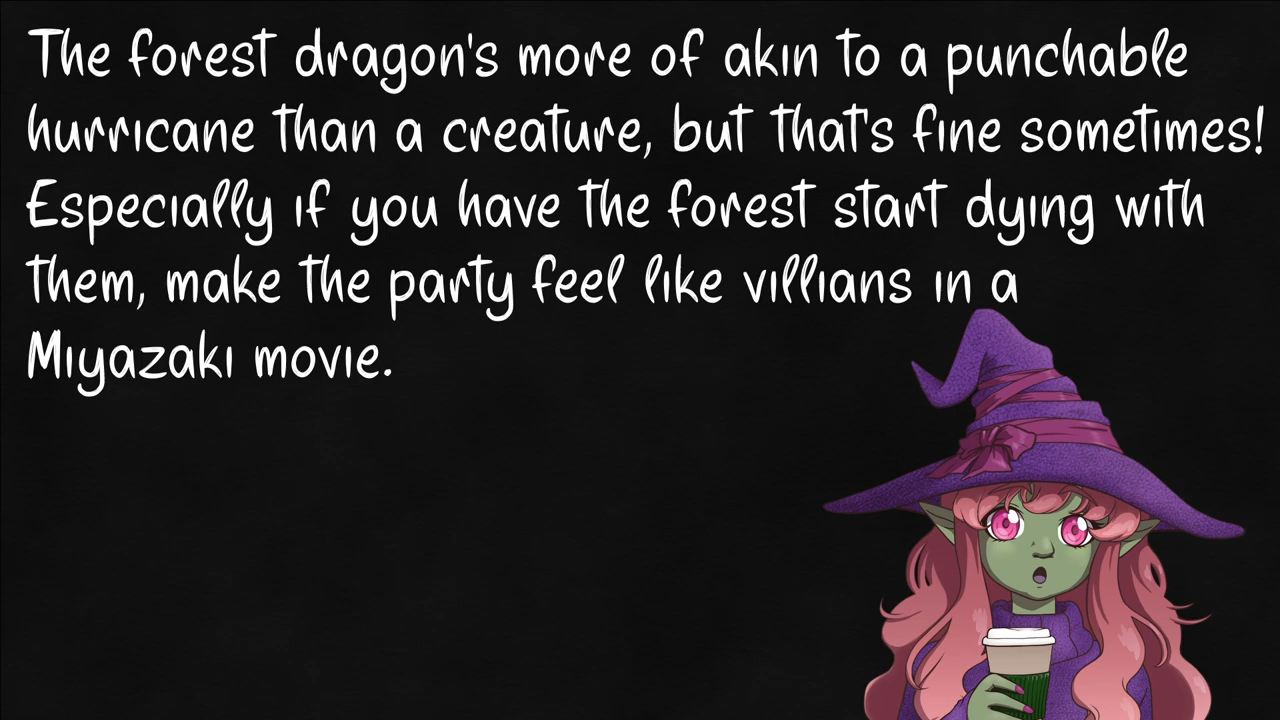 The forest dragon's more of akin to a punchable
hurricane than a creature, but that's fine sometimes!
Especially if you have the forest start dying with
them, make the party feel like villians in a
Miyazaki movie.